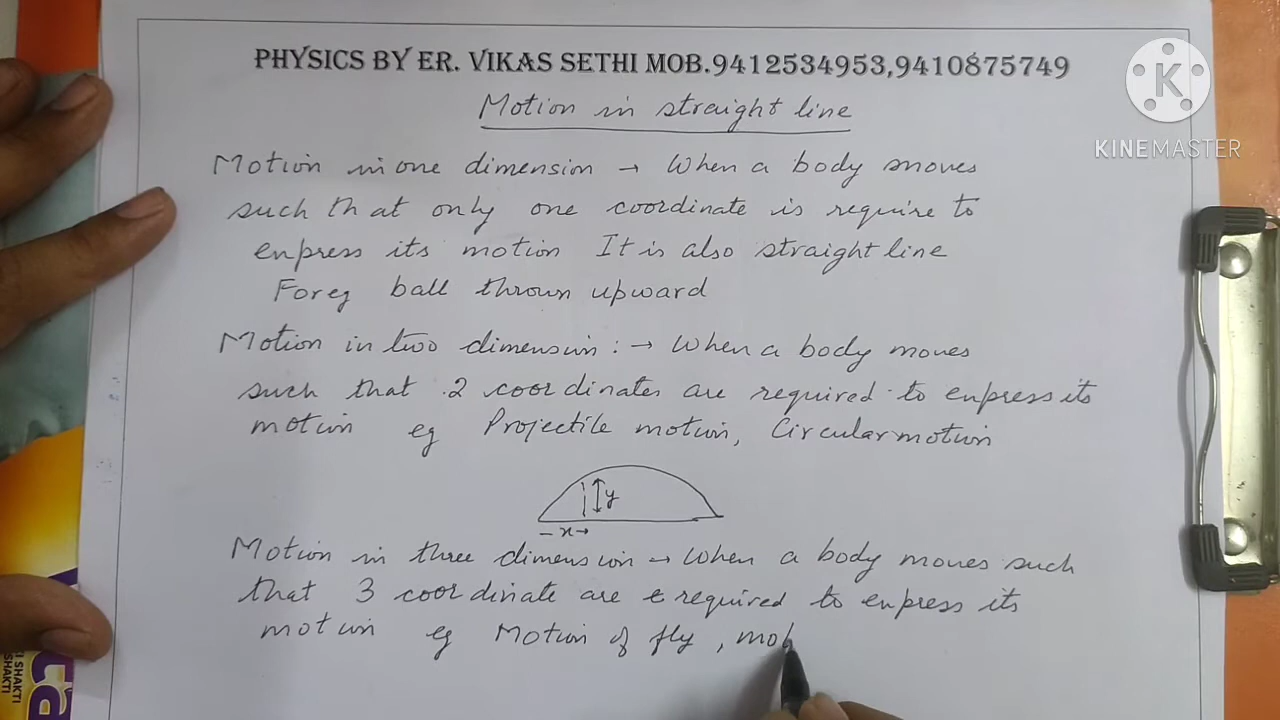 PHYSICS BY ER. VIKAS SETHI MOB.9412534953,9410875749
KINEMASTER
Motion in straight line
Motion in one dimension → When a body moves
such that only one coordinate is require to
enpress its motion It is also straight line
For eg ball thrown upward
Motion in two dimension : → When a body moves
such that 2 coordinates are required to enpress its
motion eg Projectile motion, Circular motion
y
x
Motion in three dimension → When a body moves such
that 3 coordinate are required to enpress its
motion eg Motion of fly, mo